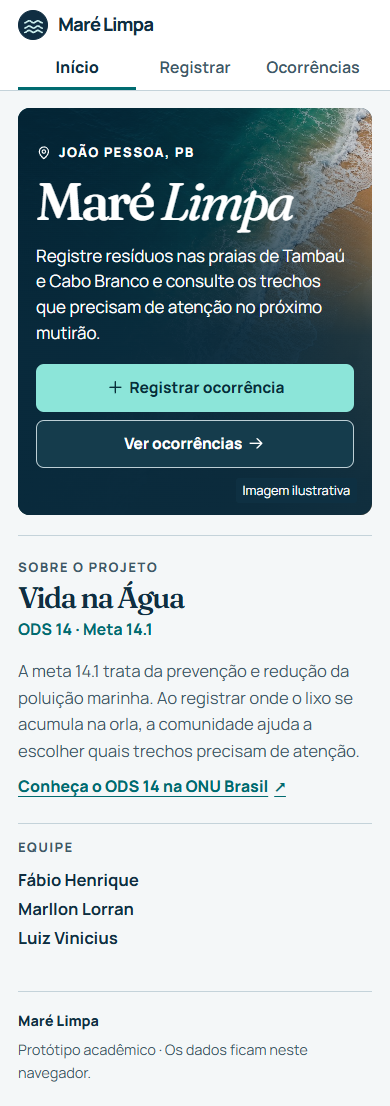 Maré Limpa
Início Registrar Ocorrências
JOÃO PESSOA, PB
Maré Limpa
Registre resíduos nas praias de Tambaú
e Cabo Branco e consulte os trechos
que precisam de atenção no próximo
mutirão.
+ Registrar ocorrência
Ver ocorrências →
Imagem ilustrativa
SOBRE O PROJETO
Vida na Água
ODS 14 · Meta 14.1
A meta 14.1 trata da prevenção e redução da
poluição marinha. Ao registrar onde o lixo se
acumula na orla, a comunidade ajuda a
escolher quais trechos precisam de atenção.
Conheça o ODS 14 na ONU Brasil ↗
EQUIPE
Fábio Henrique
Marllon Lorran
Luiz Vinicius
Maré Limpa
Protótipo acadêmico · Os dados ficam neste
navegador.